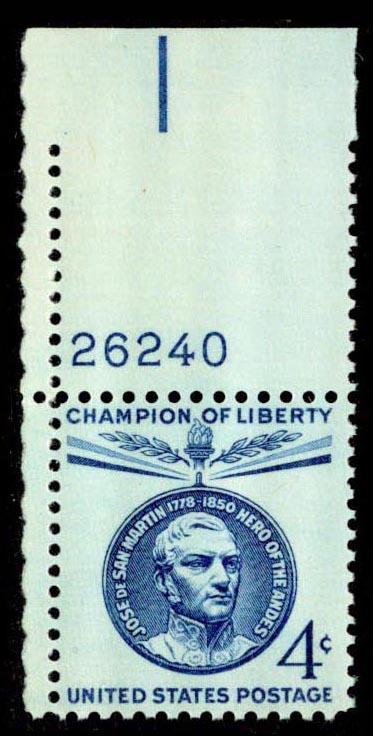 26240
CHAMPION OF LIBERTY
JOSE DE SAN MARTIN 1778-1850 HERO OF THE ANDES
4¢
UNITED STATES POSTAGE